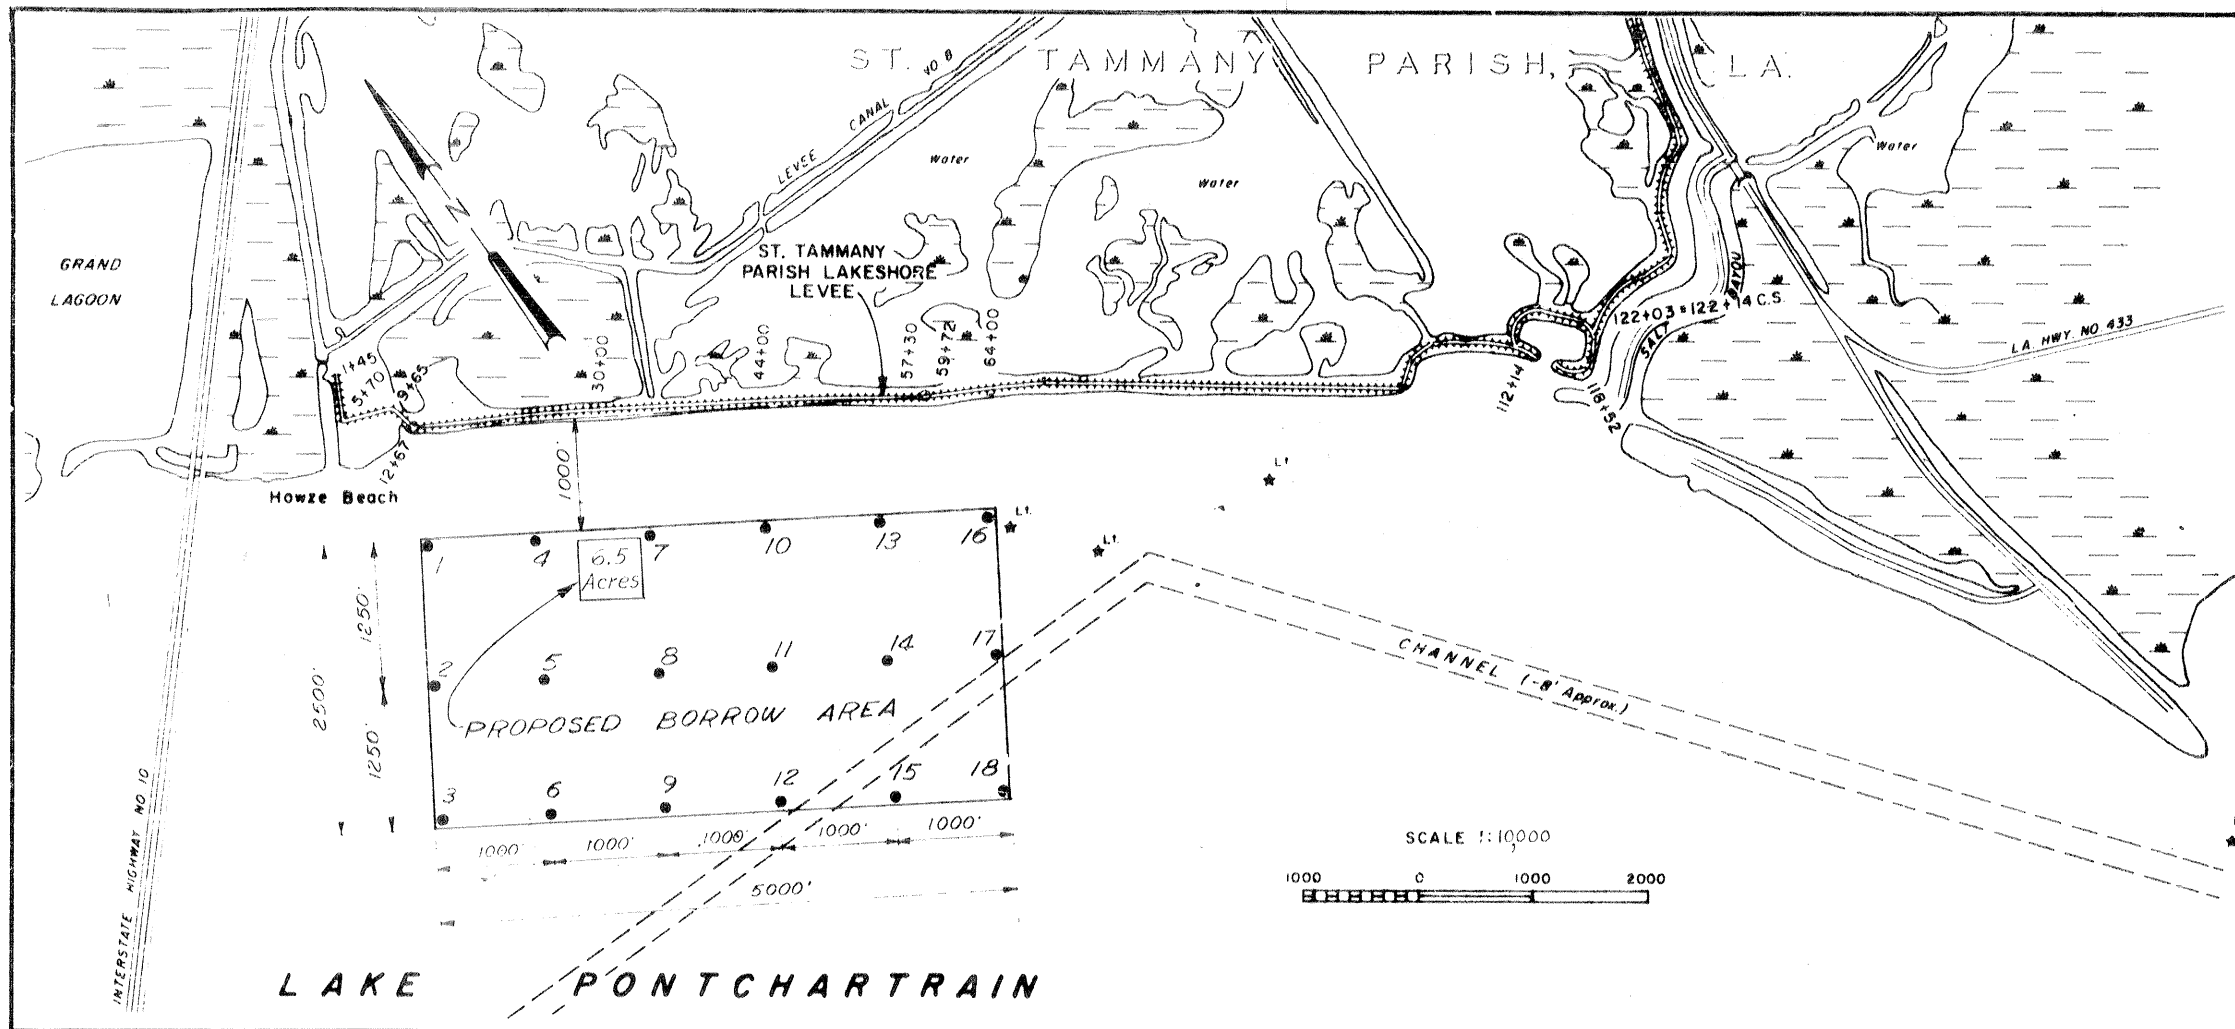 ST. TAMMANY PARISH, LA.
LEVEE CANAL NO 8
Water
Water
Water
N
GRAND
LAGOON
ST. TAMMANY
PARISH LAKESHORE
LEVEE
1+45
5+70
9+65
12+67
30+00
44+00
57+30
59+72
64+00
112+14
118+52
122+03 = 122+14 C.S.
SALT BAYOU
LA. HWY. NO. 433
Howze Beach
1000'
Lt.
Lt.
Lt.
1
4
7
10
13
16
6.5
Acres
2
5
8
11
14
17
PROPOSED BORROW AREA
3
6
9
12
15
18
1250'
1250'
2500'
1000'
1000'
1000'
1000'
1000'
5000'
CHANNEL (-8' Approx.)
INTERSTATE HIGHWAY NO 10
SCALE 1:10,000
1000 0 1000 2000
LAKE PONTCHARTRAIN